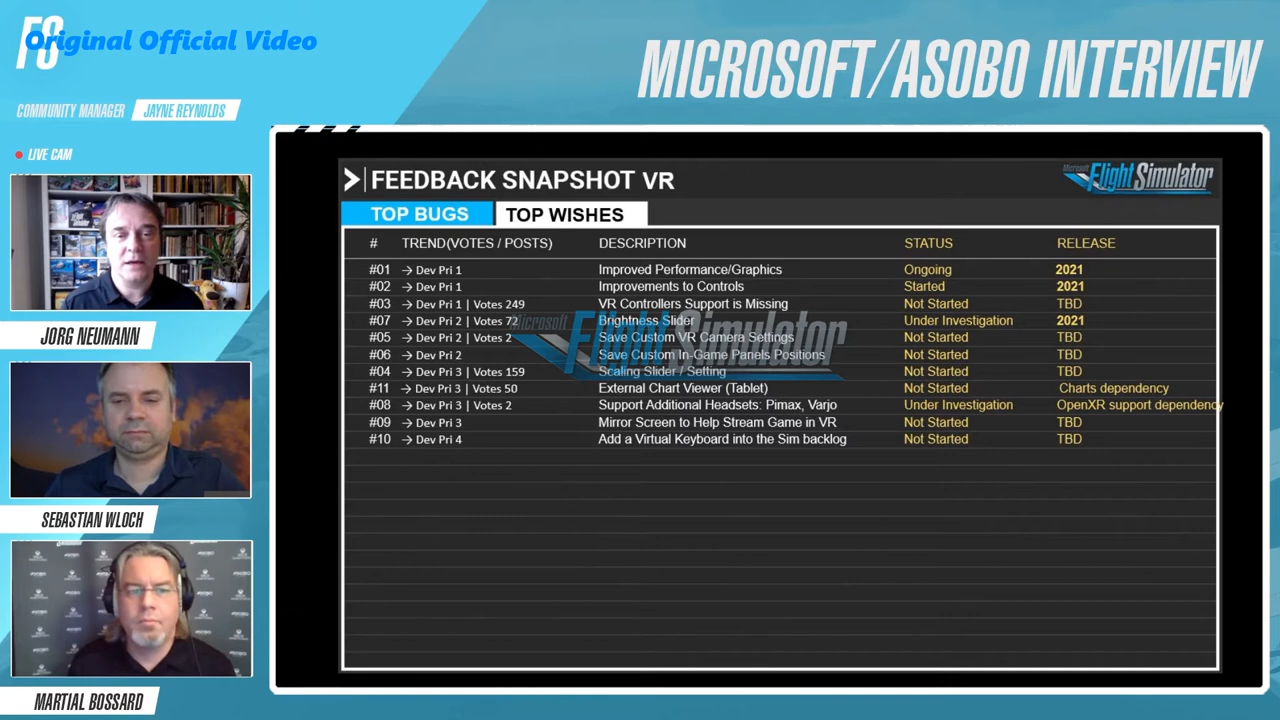 FS
Original Official Video
COMMUNITY MANAGER JAYNE REYNOLDS
LIVE CAM
JORG NEUMANN
SEBASTIAN WLOCH
MARTIAL BOSSARD
MICROSOFT/ASOBO INTERVIEW
FEEDBACK SNAPSHOT VR
Microsoft Flight Simulator
TOP BUGS TOP WISHES
# TREND(VOTES / POSTS) DESCRIPTION STATUS RELEASE
#01 → Dev Pri 1 Improved Performance/Graphics Ongoing 2021
#02 → Dev Pri 1 Improvements to Controls Started 2021
#03 → Dev Pri 1 | Votes 249 VR Controllers Support is Missing Not Started TBD
#07 → Dev Pri 2 | Votes 72 Brightness Slider Under Investigation 2021
#05 → Dev Pri 2 | Votes 2 Save Custom VR Camera Settings Not Started TBD
#06 → Dev Pri 2 Save Custom In-Game Panels Positions Not Started TBD
#04 → Dev Pri 3 | Votes 159 Scaling Slider / Setting Not Started TBD
#11 → Dev Pri 3 | Votes 50 External Chart Viewer (Tablet) Not Started Charts dependency
#08 → Dev Pri 3 | Votes 2 Support Additional Headsets: Pimax, Varjo Under Investigation OpenXR support dependency
#09 → Dev Pri 3 Mirror Screen to Help Stream Game in VR Not Started TBD
#10 → Dev Pri 4 Add a Virtual Keyboard into the Sim backlog Not Started TBD
Microsoft Flight Simulator